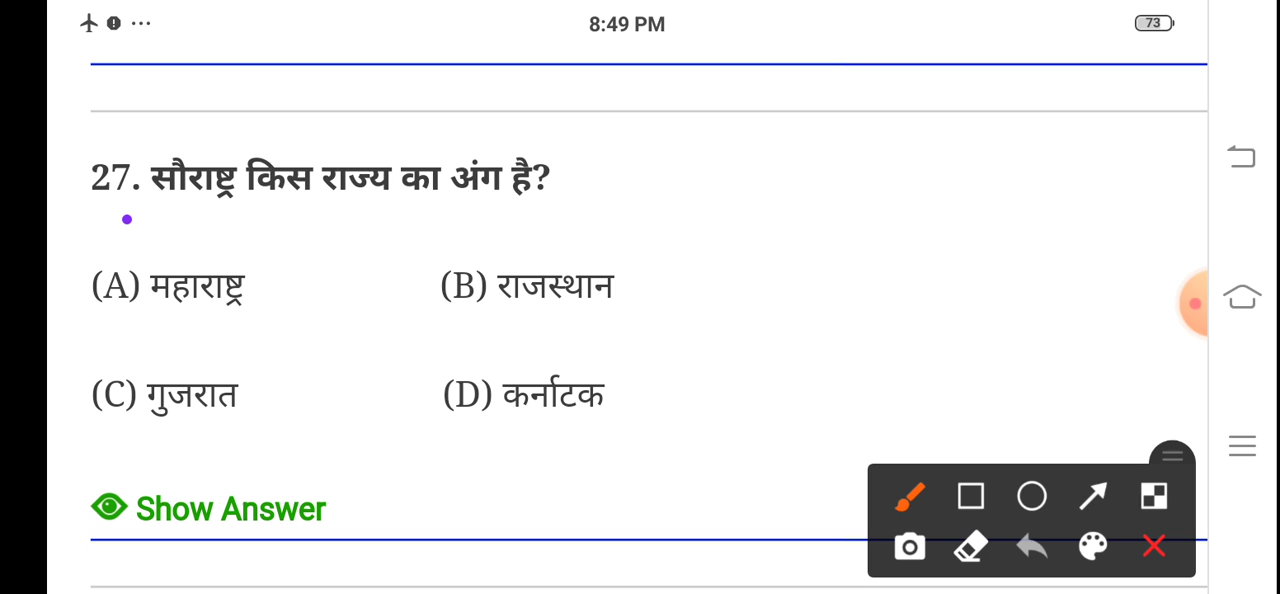 8:49 PM
73
27. सौराष्ट्र किस राज्य का अंग है?
(A) महाराष्ट्र (B) राजस्थान
(C) गुजरात (D) कर्नाटक
Show Answer